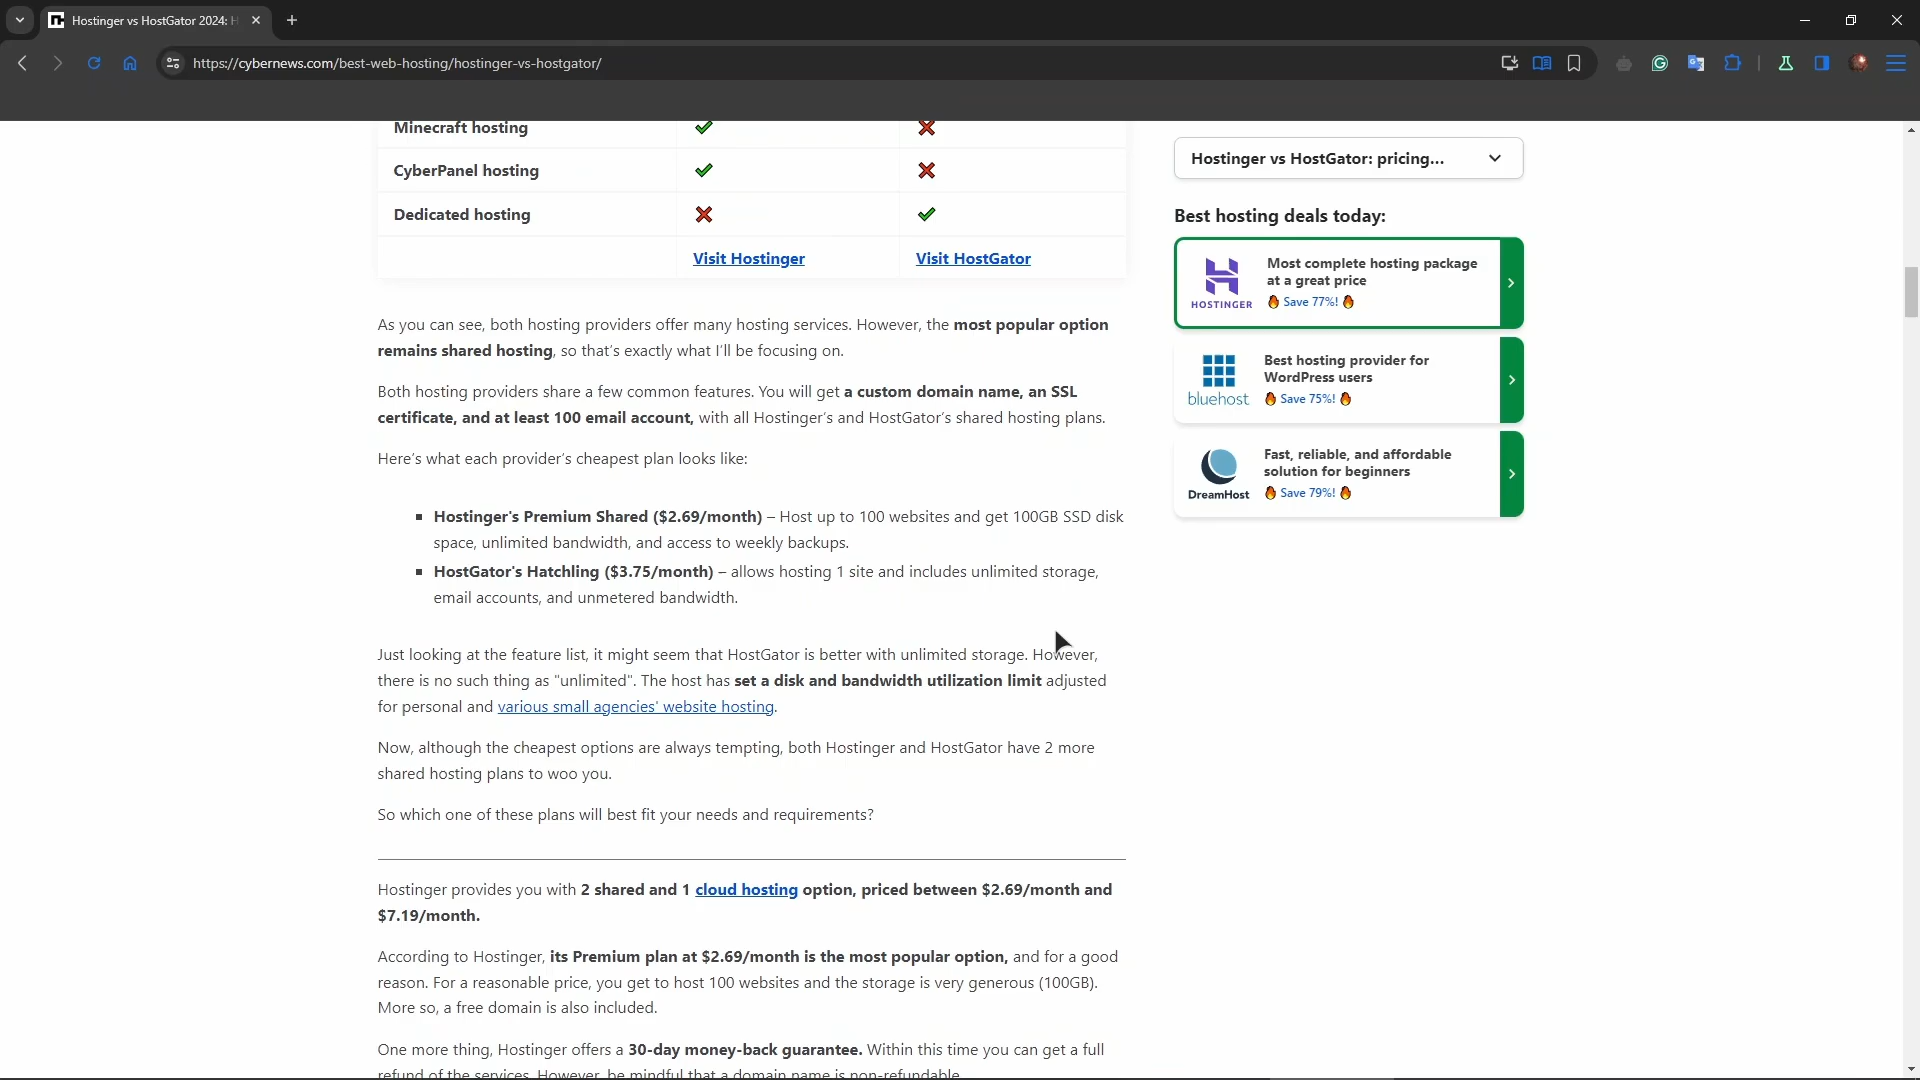 Hostinger vs HostGator 2024: H
https://cybernews.com/best-web-hosting/hostinger-vs-hostgator/
Minecraft hosting
CyberPanel hosting
Dedicated hosting
Visit Hostinger Visit HostGator
As you can see, both hosting providers offer many hosting services. However, the most popular option
remains shared hosting, so that's exactly what I'll be focusing on.
Both hosting providers share a few common features. You will get a custom domain name, an SSL
certificate, and at least 100 email account, with all Hostinger's and HostGator's shared hosting plans.
Here's what each provider's cheapest plan looks like:
Hostinger's Premium Shared ($2.69/month) – Host up to 100 websites and get 100GB SSD disk
space, unlimited bandwidth, and access to weekly backups.
HostGator's Hatchling ($3.75/month) – allows hosting 1 site and includes unlimited storage,
email accounts, and unmetered bandwidth.
Just looking at the feature list, it might seem that HostGator is better with unlimited storage. However,
there is no such thing as "unlimited". The host has set a disk and bandwidth utilization limit adjusted
for personal and various small agencies' website hosting.
Now, although the cheapest options are always tempting, both Hostinger and HostGator have 2 more
shared hosting plans to woo you.
So which one of these plans will best fit your needs and requirements?
Hostinger provides you with 2 shared and 1 cloud hosting option, priced between $2.69/month and
$7.19/month.
According to Hostinger, its Premium plan at $2.69/month is the most popular option, and for a good
reason. For a reasonable price, you get to host 100 websites and the storage is very generous (100GB).
More so, a free domain is also included.
One more thing, Hostinger offers a 30-day money-back guarantee. Within this time you can get a full
refund of the services. However, be mindful that a domain name is non-refundable.
Hostinger vs HostGator: pricing...
Best hosting deals today:
HOSTINGER
Most complete hosting package
at a great price
Save 77%!
bluehost
Best hosting provider for
WordPress users
Save 75%!
DreamHost
Fast, reliable, and affordable
solution for beginners
Save 79%!